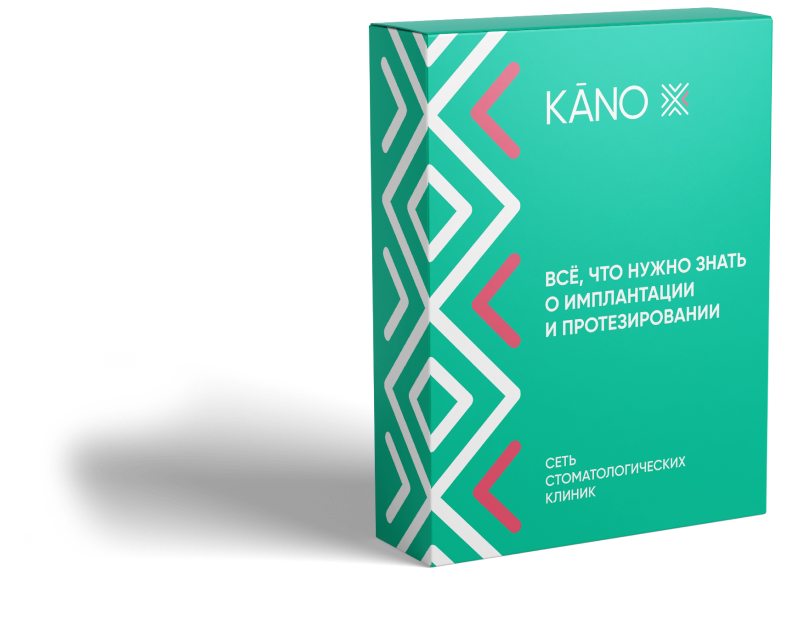 KĀNO
ВСЁ, ЧТО НУЖНО ЗНАТЬ
О ИМПЛАНТАЦИИ
И ПРОТЕЗИРОВАНИИ
СЕТЬ
СТОМАТОЛОГИЧЕСКИХ
КЛИНИК